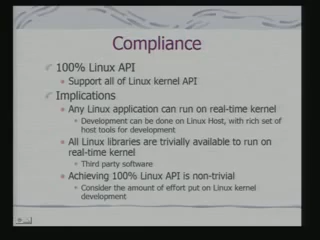 Compliance
100% Linux API
Support all of Linux kernel API
Implications
Any Linux application can run on real-time kernel
Development can be done on Linux Host, with rich set of
host tools for development
All Linux libraries are trivially available to run on
real-time kernel
Third party software
Achieving 100% Linux API is non-trivial
Consider the amount of effort put on Linux kernel
development